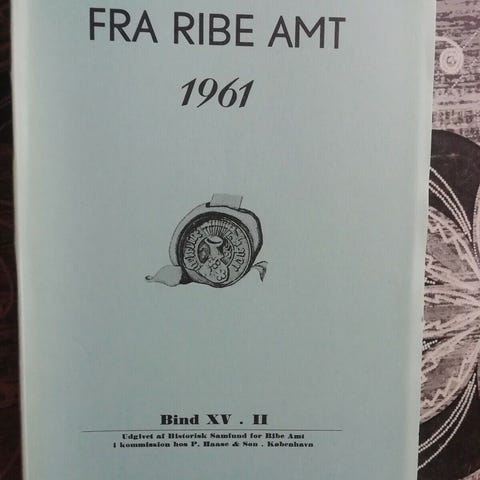 FRA RIBE AMT
1961
Bind XV . II
Udgivet af Historisk Samfund for Ribe Amt
i kommission hos P. Haase & Søn . København